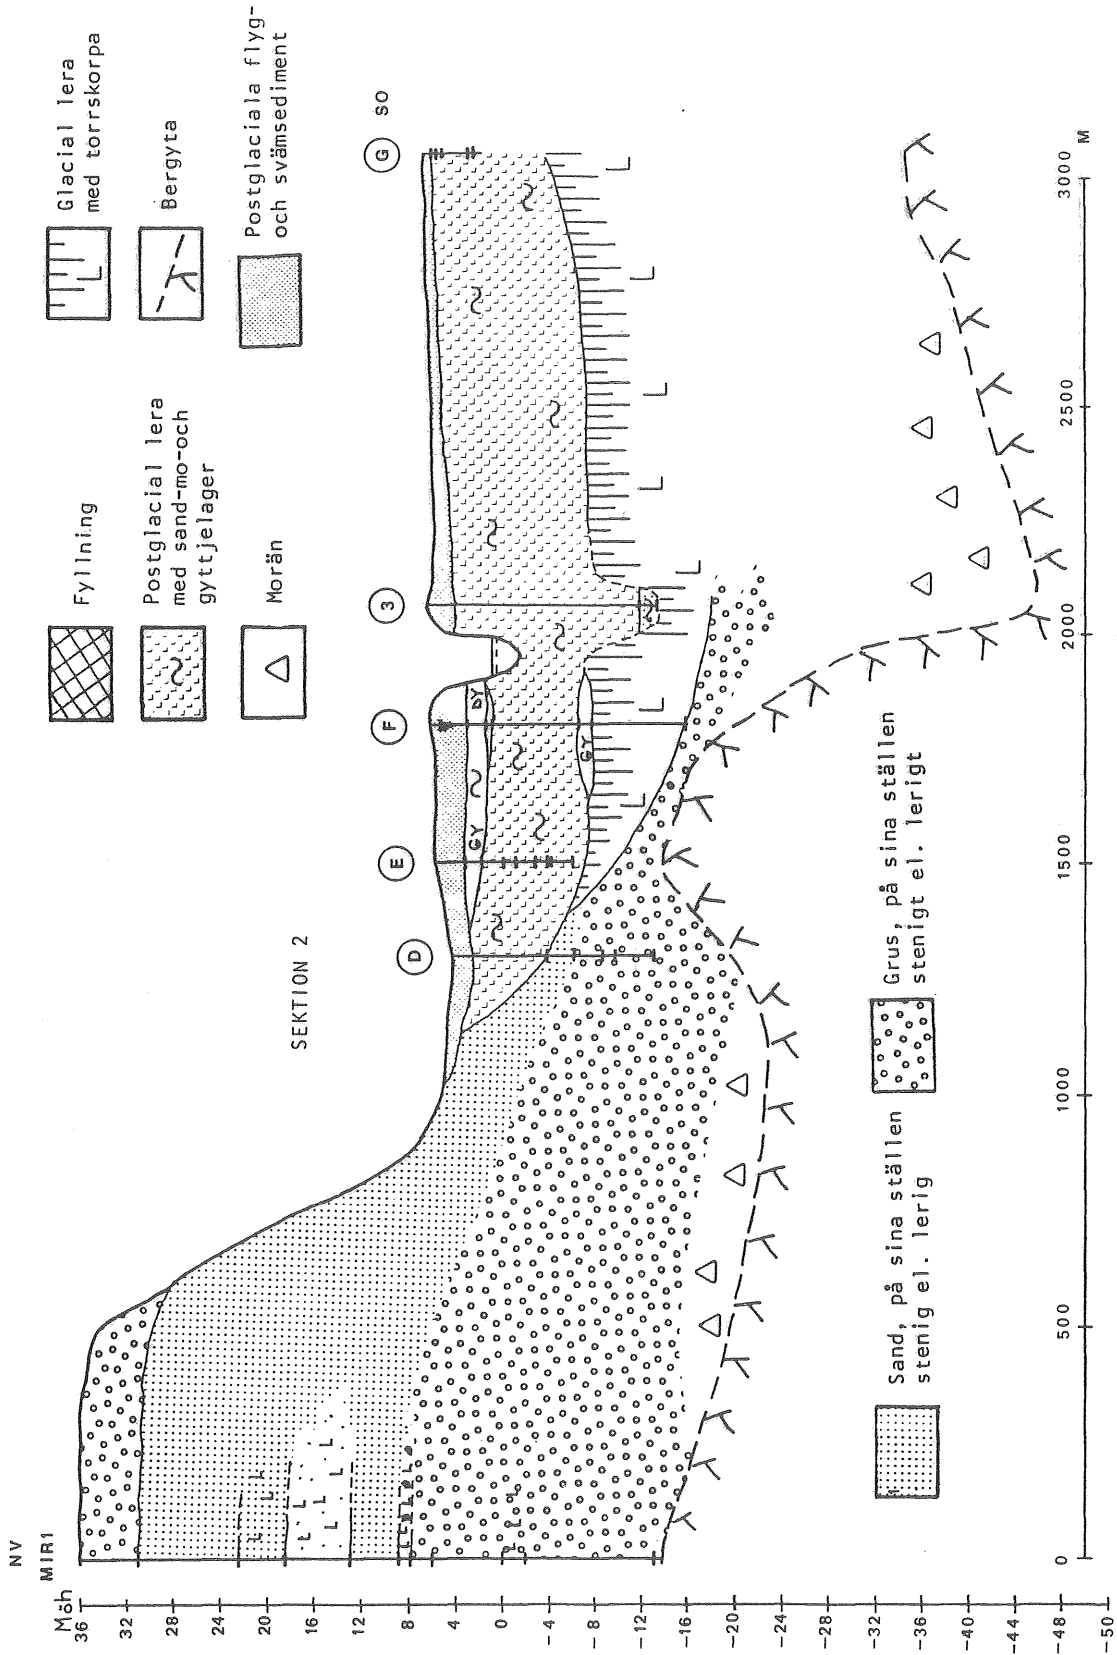 NV
MIR1
Möh
36
32
28
24
20
16
12
8
4
0
-4
-8
-12
-16
-20
-32
-36
-40
-44
-48
-50
SEKTION 2
D
E
F
3
G
SO
Fyllning
Postglacial lera
med sand-mo-och
gyttjelager
Morän
Glacial lera
med torrskorpa
Bergyta
Postglaciala flyg-
och svämsediment
L L
L
L L L
L L
L L L
L L L
GY
DY
GY
L L L L L L L
Sand, på sina ställen
stenig el. lerig
Grus, på sina ställen
stenigt el. lerigt
0
500
1000
1500
2000
2500
3000
M